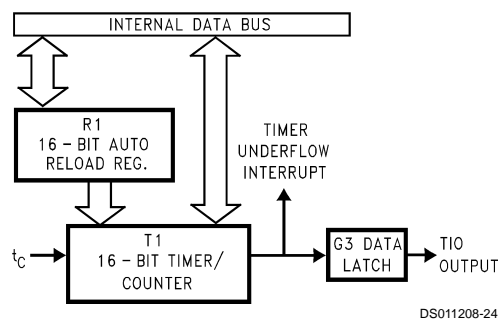 INTERNAL DATA BUS
R1
16 – BIT AUTO
RELOAD REG.
TIMER
UNDERFLOW
INTERRUPT
T1
16 – BIT TIMER/
COUNTER
tC
G3 DATA
LATCH
TIO
OUTPUT
DS011208-24